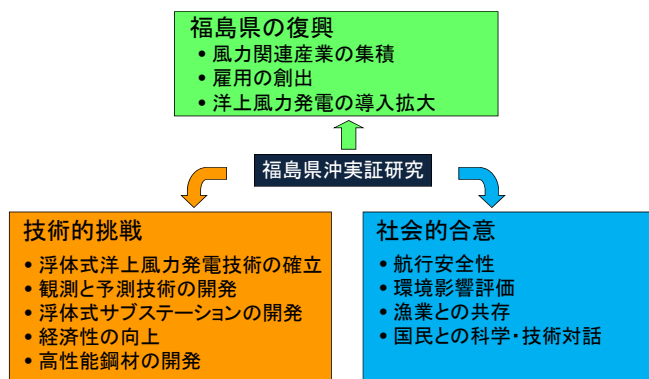 福島県の復興
• 風力関連産業の集積
• 雇用の創出
• 洋上風力発電の導入拡大
福島県沖実証研究
技術的挑戦
• 浮体式洋上風力発電技術の確立
• 観測と予測技術の開発
• 浮体式サブステーションの開発
• 経済性の向上
• 高性能鋼材の開発
社会的合意
• 航行安全性
• 環境影響評価
• 漁業との共存
• 国民との科学・技術対話